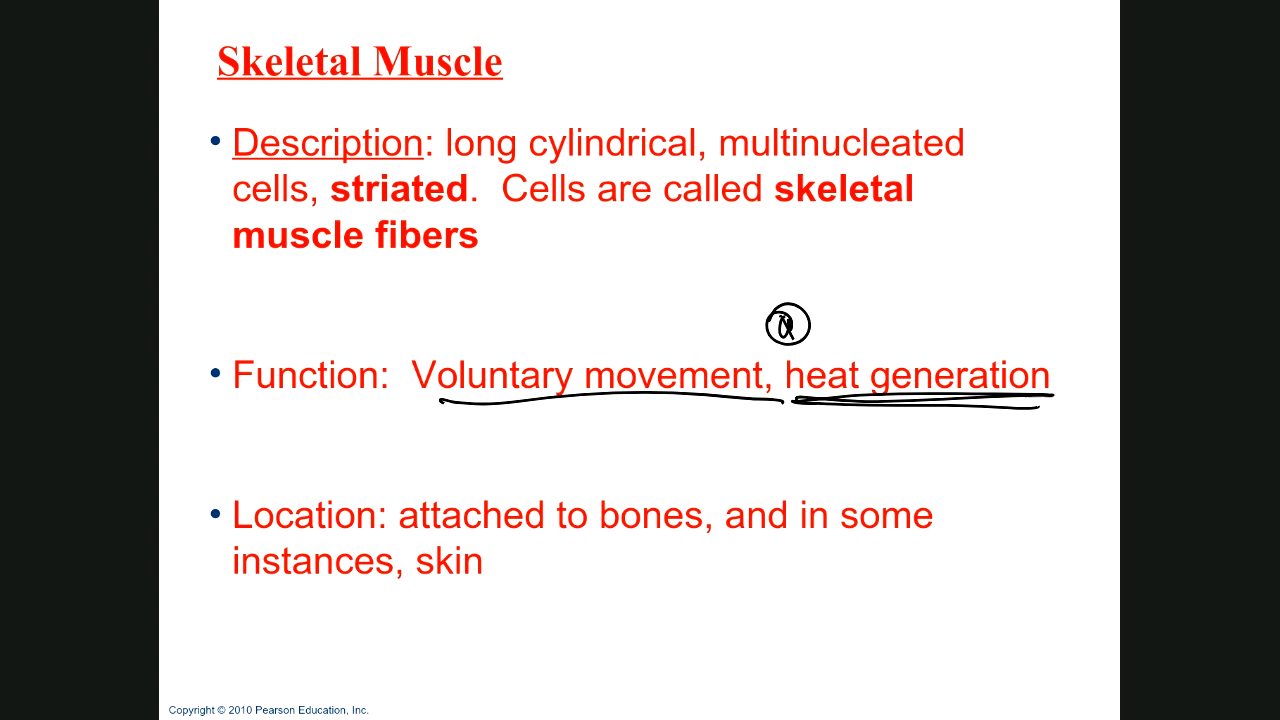 Skeletal Muscle
• Description: long cylindrical, multinucleated
cells, striated.  Cells are called skeletal
muscle fibers
• Function:  Voluntary movement, heat generation
• Location: attached to bones, and in some
instances, skin
Copyright © 2010 Pearson Education, Inc.